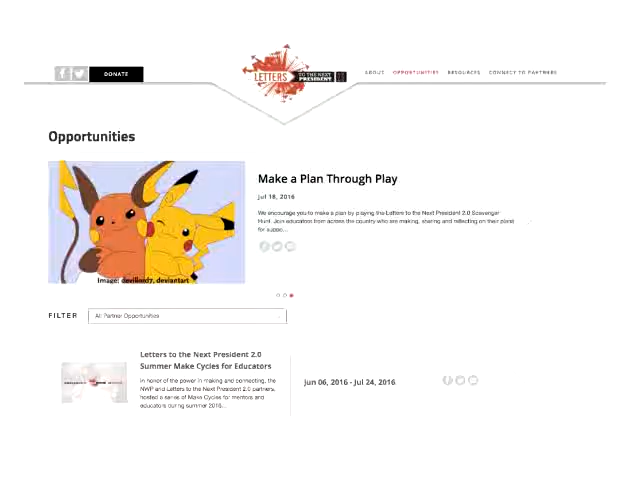 DONATE
LETTERS TO THE NEXT PRESIDENT
ABOUT OPPORTUNITIES RESOURCES CONNECT TO PARTNERS
Opportunities
Make a Plan Through Play
Jul 18, 2016
We encourage you to make a plan by playing the Letters to the Next President 2.0 Scavenger
Hunt. Join educators from across the country who are making, sharing and reflecting on their plans
for suppo...
Image: deviliord7, deviantart
FILTER All Partner Opportunities
Letters to the Next President 2.0
Summer Make Cycles for Educators
In honor of the power in making and connecting, the
NWP and Letters to the Next President 2.0 partners,
hosted a series of Make Cycles for mentors and
educators during summer 2016...
Jun 06, 2016 - Jul 24, 2016